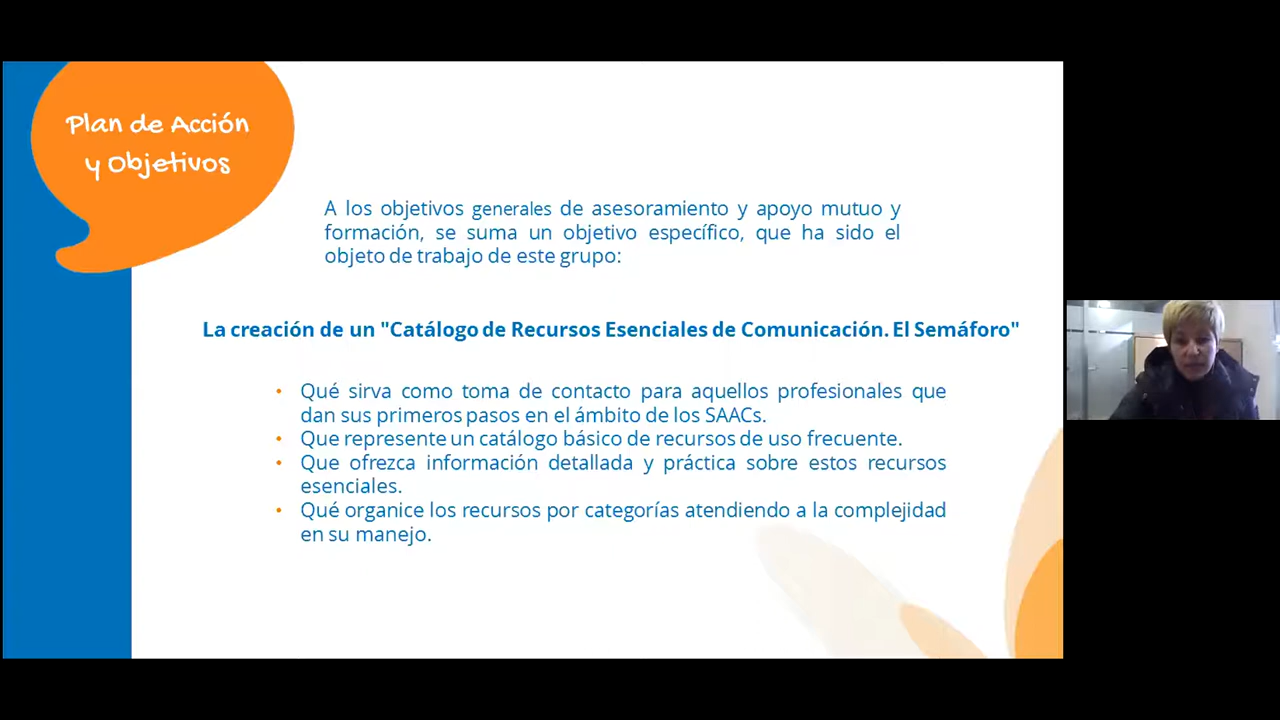 Plan de Acción
y Objetivos
A los objetivos generales de asesoramiento y apoyo mutuo y
formación, se suma un objetivo específico, que ha sido el
objeto de trabajo de este grupo:
La creación de un "Catálogo de Recursos Esenciales de Comunicación. El Semáforo"
• Qué sirva como toma de contacto para aquellos profesionales que
dan sus primeros pasos en el ámbito de los SAACs.
• Que represente un catálogo básico de recursos de uso frecuente.
• Que ofrezca información detallada y práctica sobre estos recursos
esenciales.
• Qué organice los recursos por categorías atendiendo a la complejidad
en su manejo.